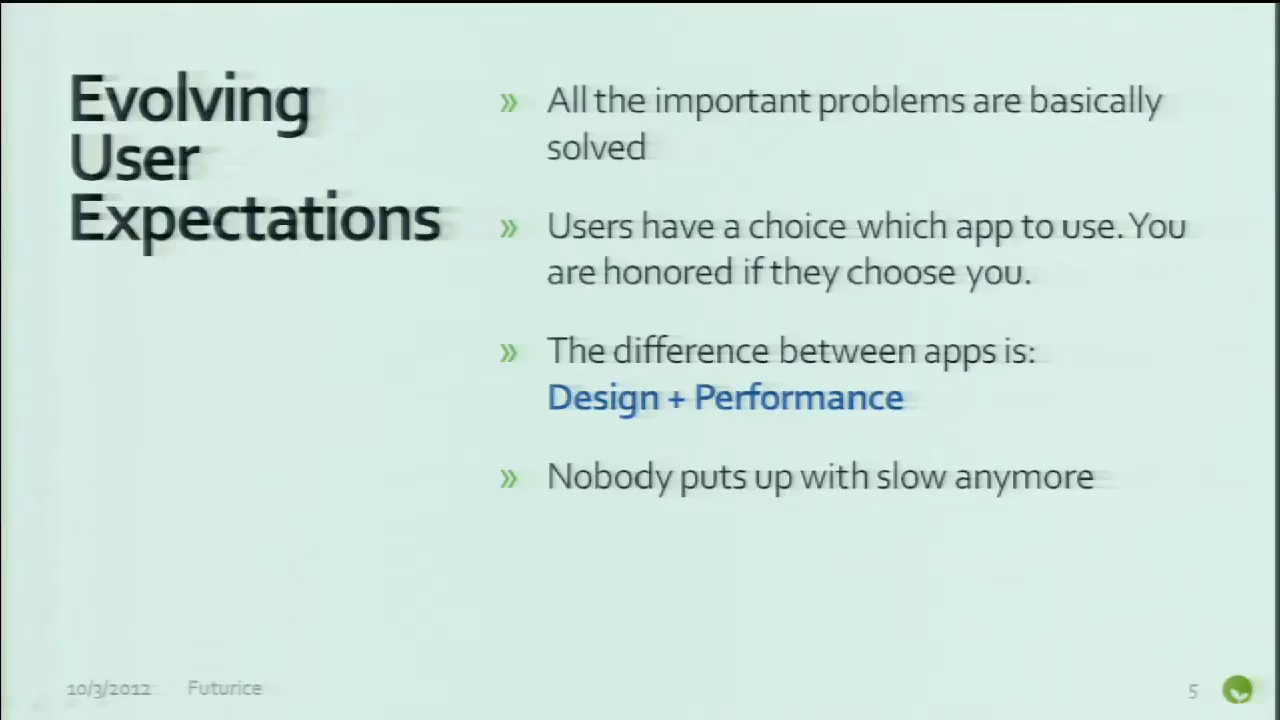 Evolving
User
Expectations
» All the important problems are basically
solved
» Users have a choice which app to use. You
are honored if they choose you.
» The difference between apps is:
Design + Performance
» Nobody puts up with slow anymore
10/3/2012 Futurice 5